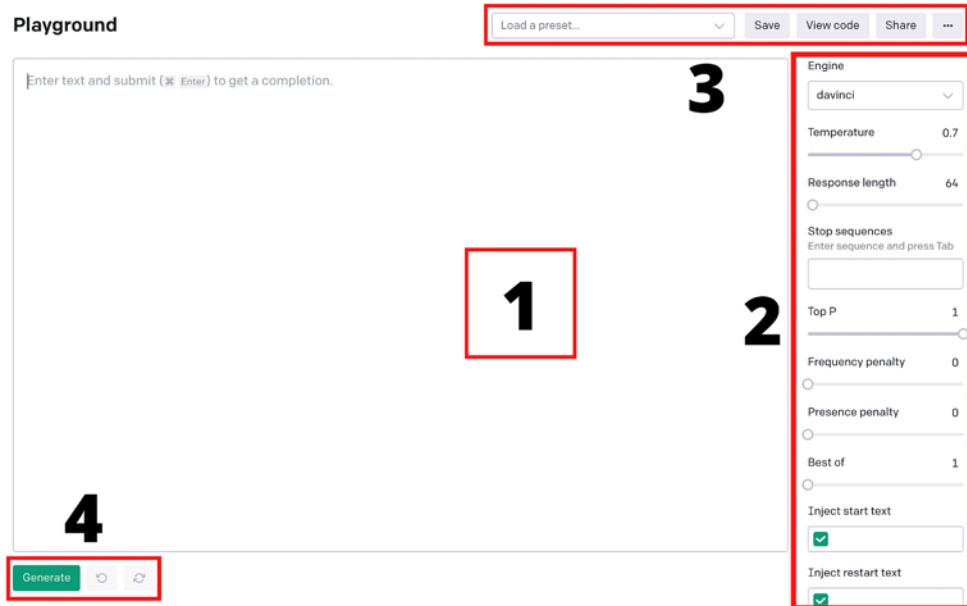 Playground
Load a preset...
Save
View code
Share
...
Enter text and submit (⌘ Enter) to get a completion.
3
Engine
davinci
Temperature 0.7
Response length 64
Stop sequences
Enter sequence and press Tab
1
2
Top P 1
Frequency penalty 0
Presence penalty 0
Best of 1
Inject start text
Inject restart text
4
Generate